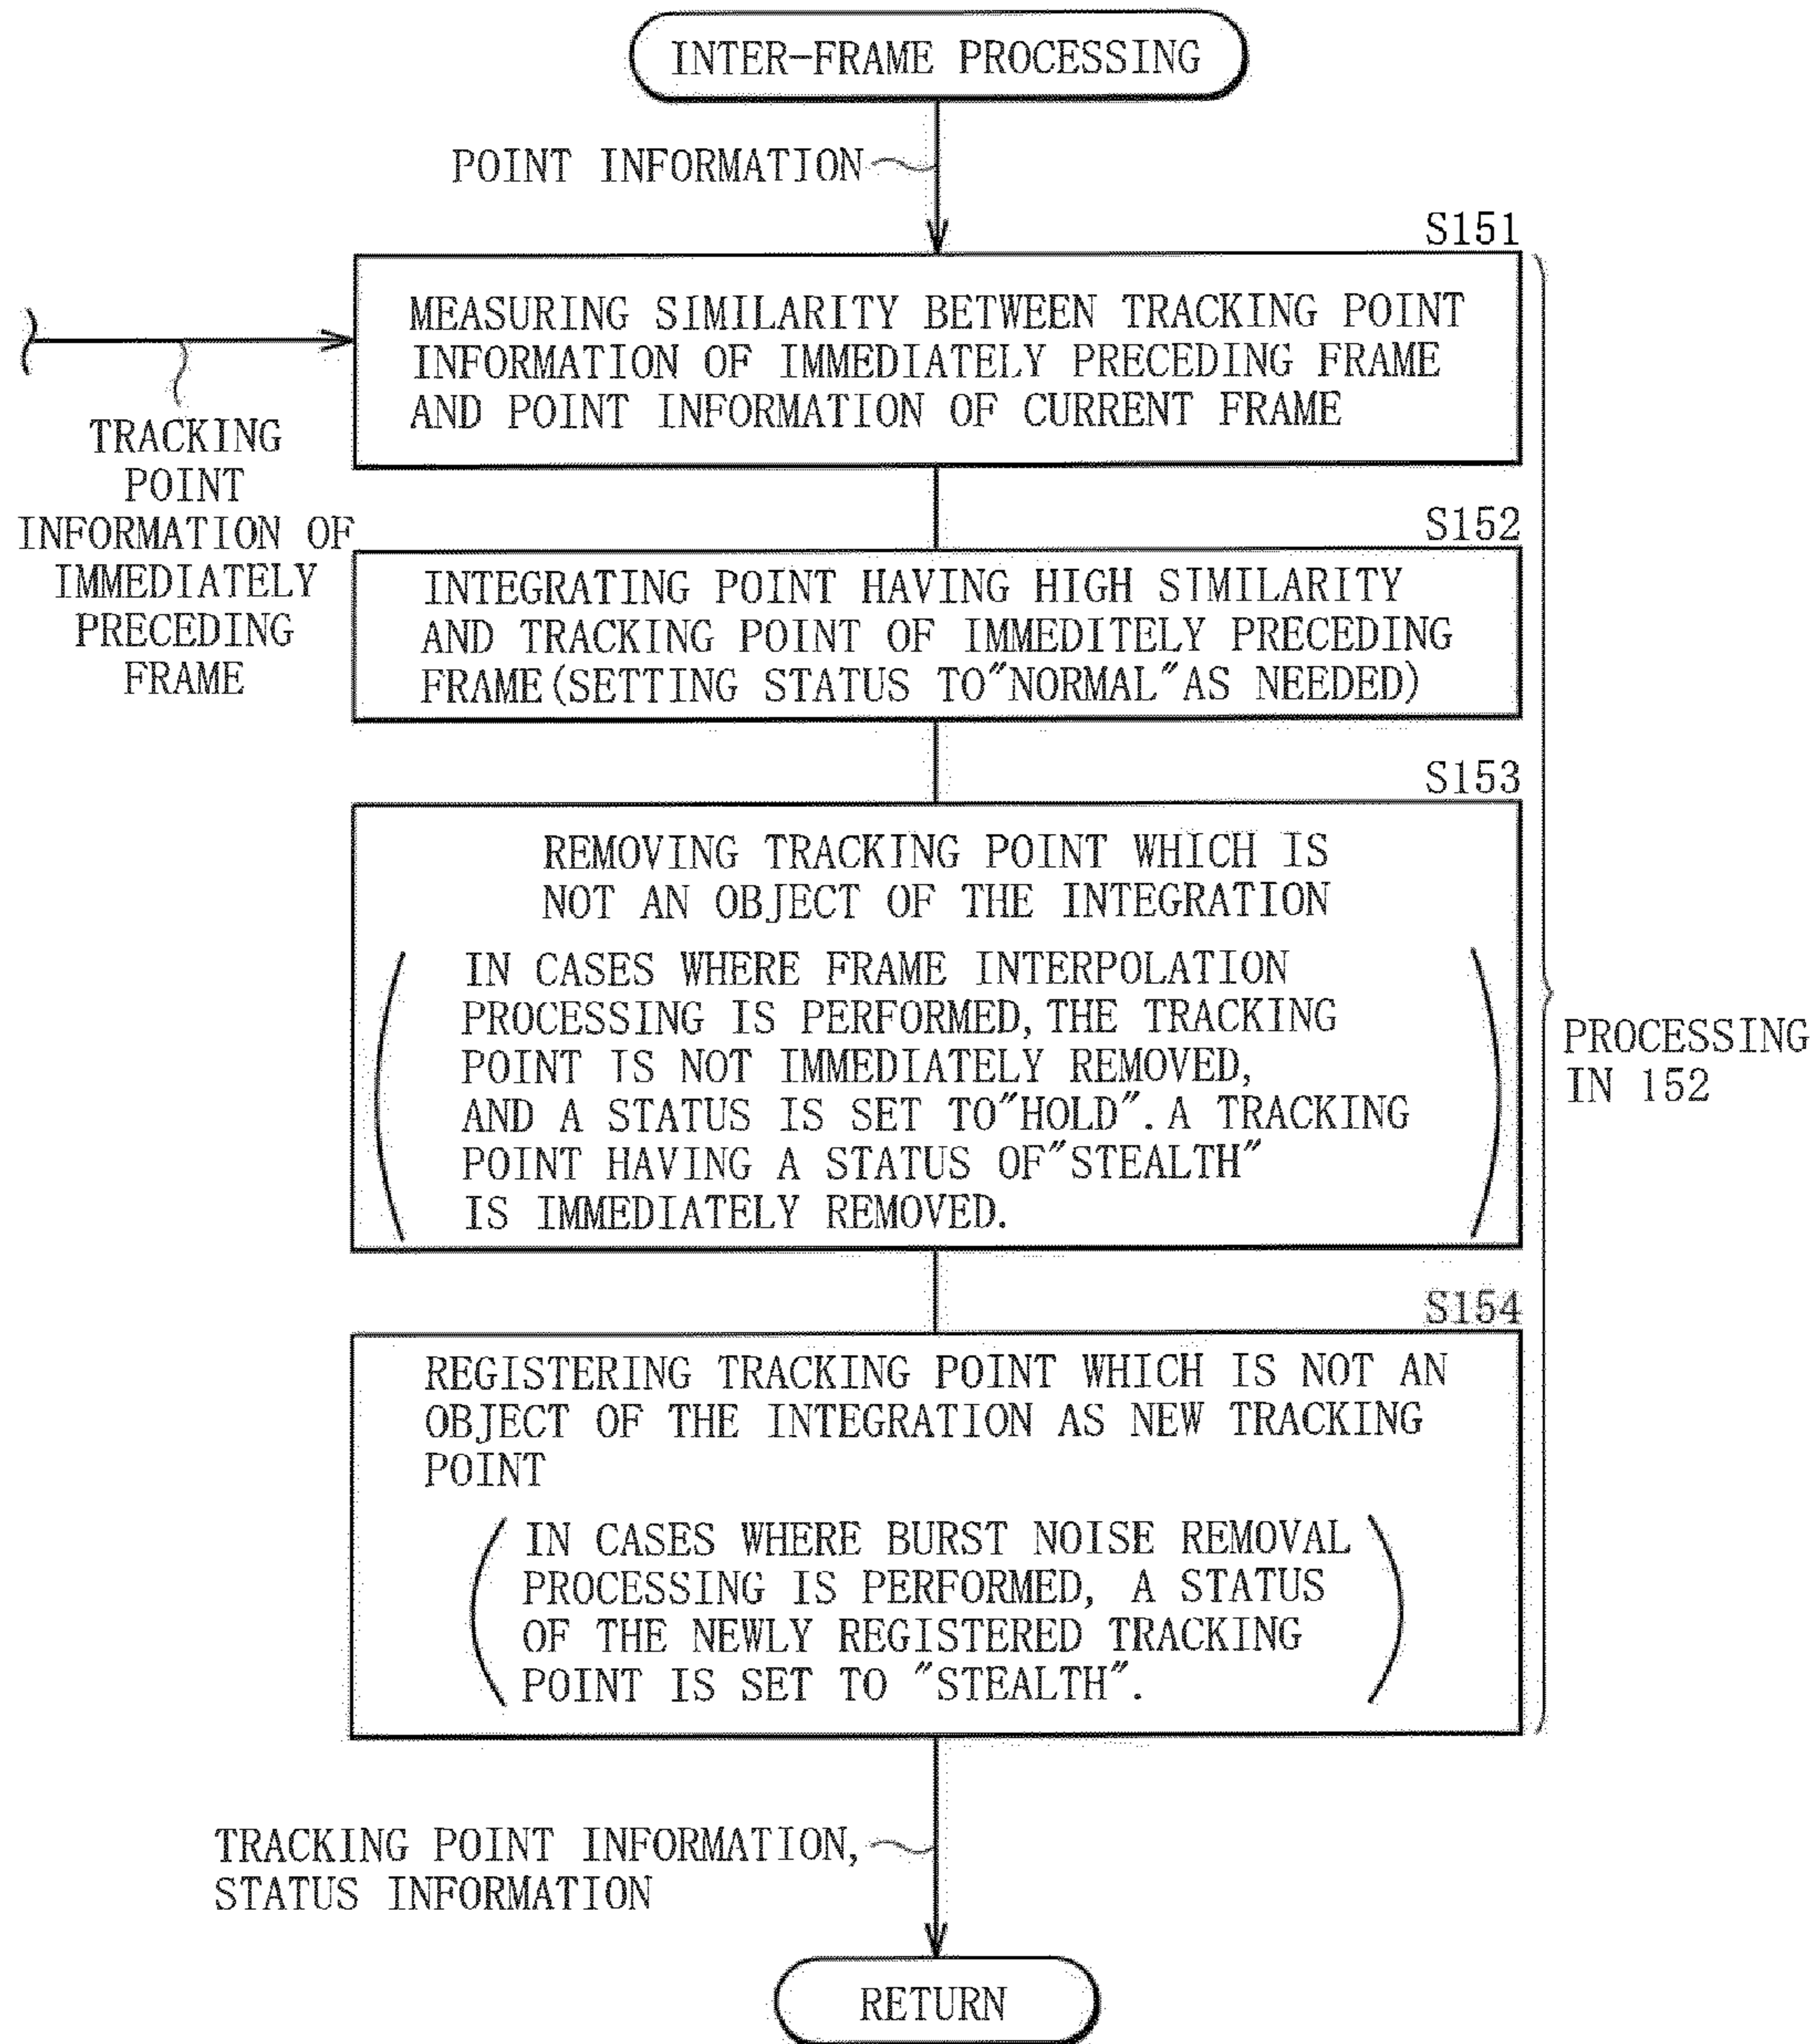 INTER-FRAME PROCESSING
POINT INFORMATION
S151
MEASURING SIMILARITY BETWEEN TRACKING POINT
INFORMATION OF IMMEDIATELY PRECEDING FRAME
AND POINT INFORMATION OF CURRENT FRAME
TRACKING
POINT
INFORMATION OF
IMMEDIATELY
PRECEDING
FRAME
S152
INTEGRATING POINT HAVING HIGH SIMILARITY
AND TRACKING POINT OF IMMEDITELY PRECEDING
FRAME(SETTING STATUS TO"NORMAL"AS NEEDED)
S153
REMOVING TRACKING POINT WHICH IS
NOT AN OBJECT OF THE INTEGRATION
IN CASES WHERE FRAME INTERPOLATION
PROCESSING IS PERFORMED, THE TRACKING
POINT IS NOT IMMEDIATELY REMOVED,
AND A STATUS IS SET TO"HOLD". A TRACKING
POINT HAVING A STATUS OF"STEALTH"
IS IMMEDIATELY REMOVED.
PROCESSING
IN 152
S154
REGISTERING TRACKING POINT WHICH IS NOT AN
OBJECT OF THE INTEGRATION AS NEW TRACKING
POINT
IN CASES WHERE BURST NOISE REMOVAL
PROCESSING IS PERFORMED, A STATUS
OF THE NEWLY REGISTERED TRACKING
POINT IS SET TO "STEALTH".
TRACKING POINT INFORMATION,
STATUS INFORMATION
RETURN